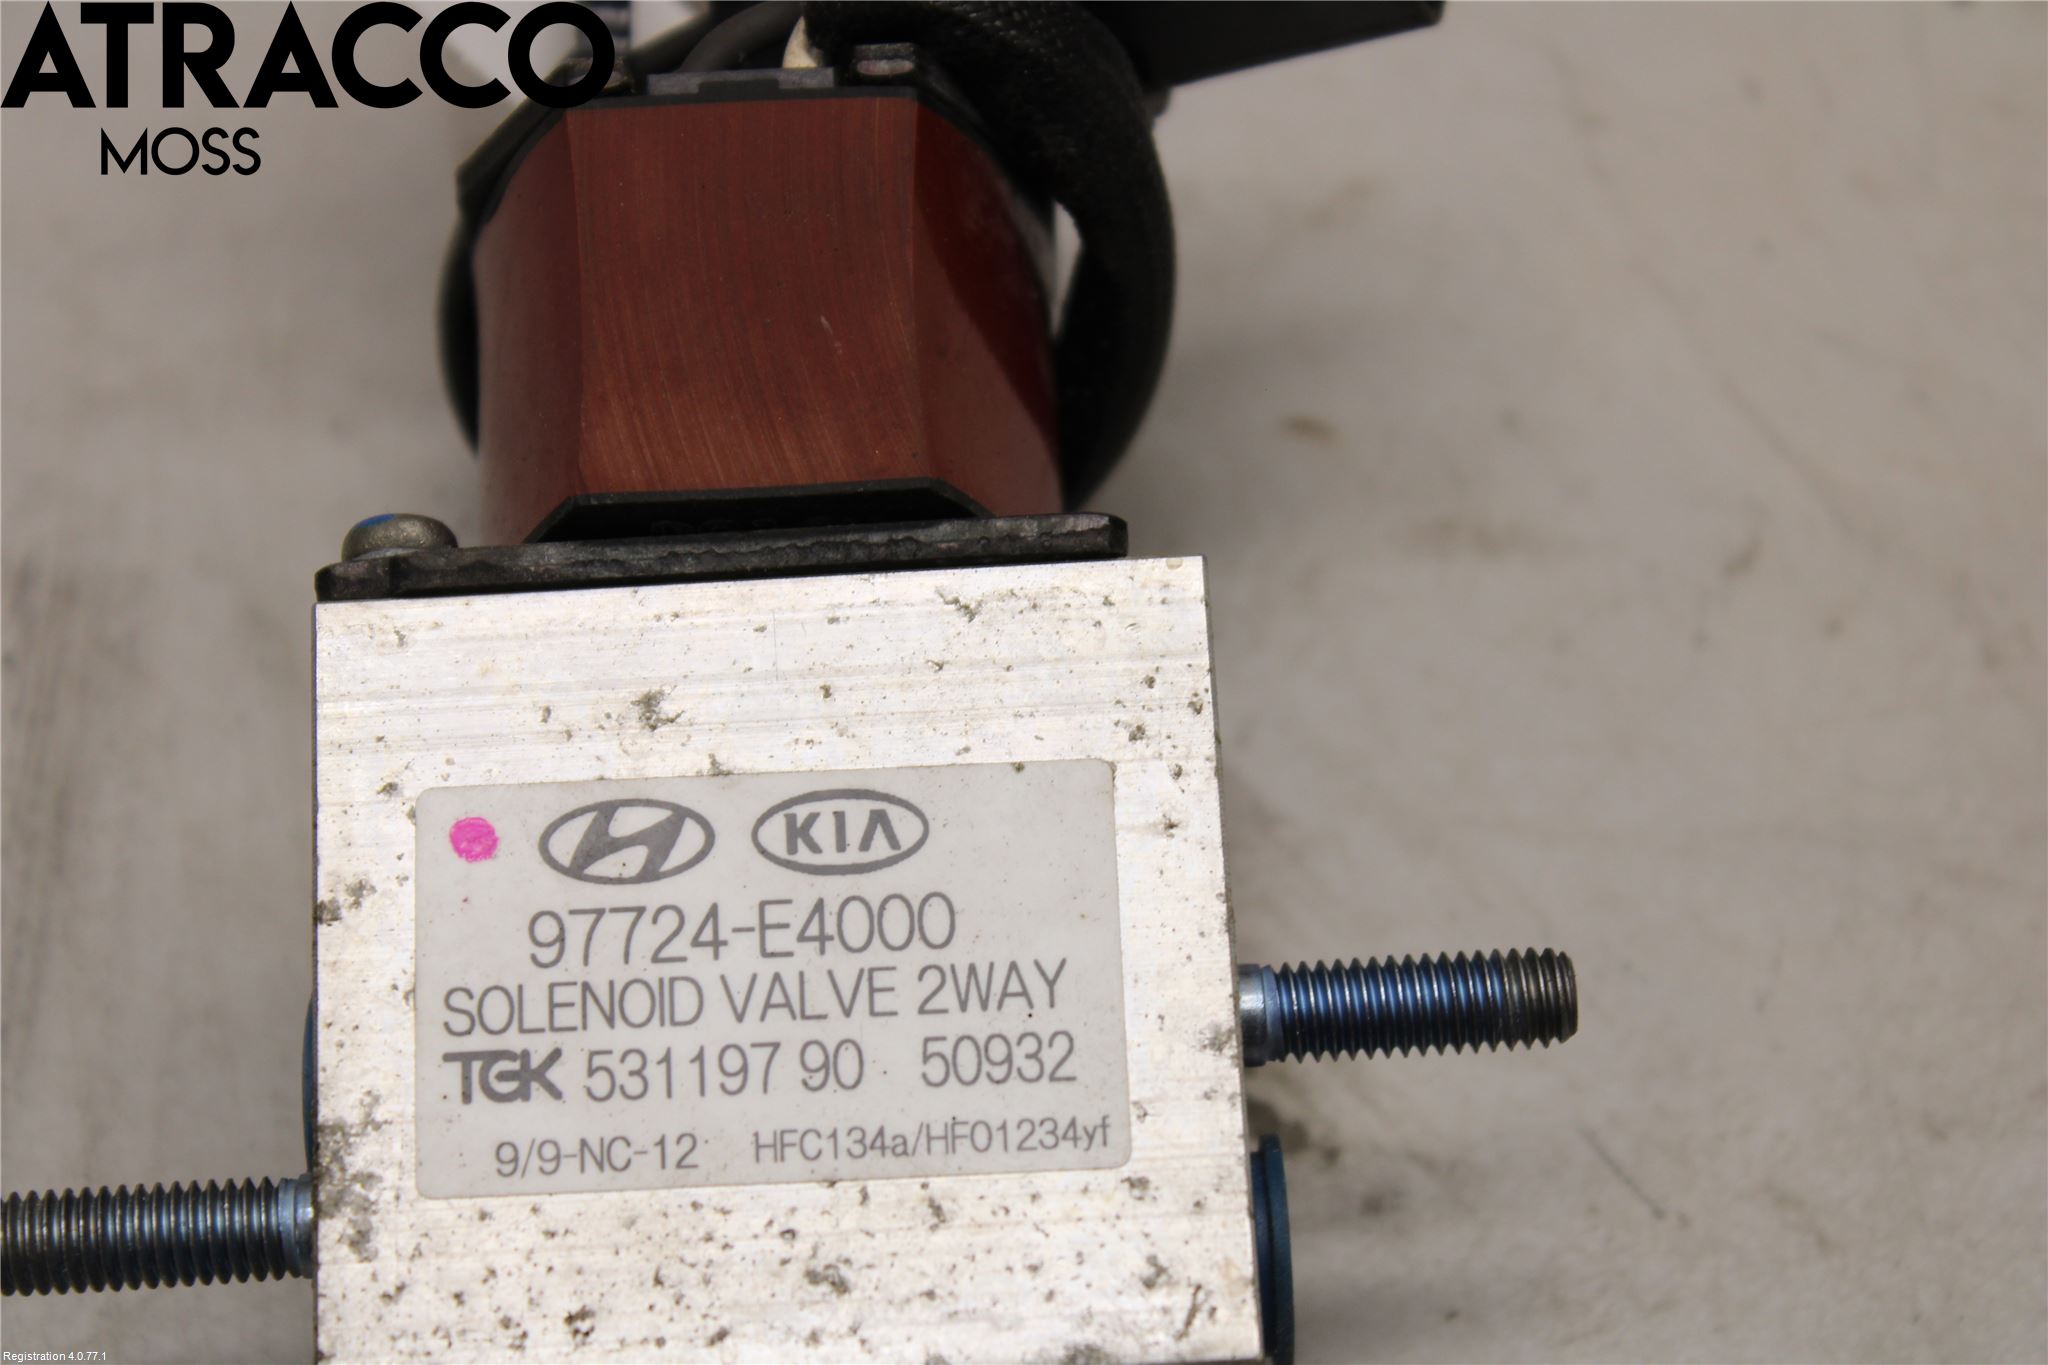 ATRACCO
MOSS
KIA
97724-E4000
SOLENOID VALVE 2WAY
TGK 531197 90 50932
9/9-NC-12 HFC134a/HFO1234yf
Registration 4.0.77.1